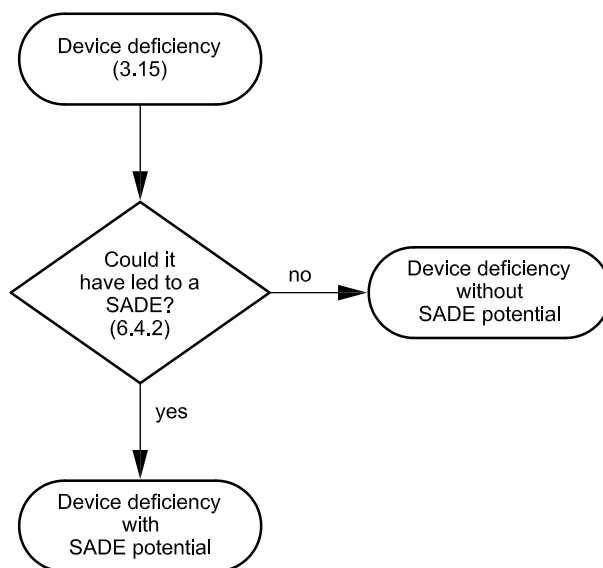 Device deficiency
(3.15)
Could it
have led to a
SADE?
(6.4.2)
no
Device deficiency
without
SADE potential
yes
Device deficiency
with
SADE potential